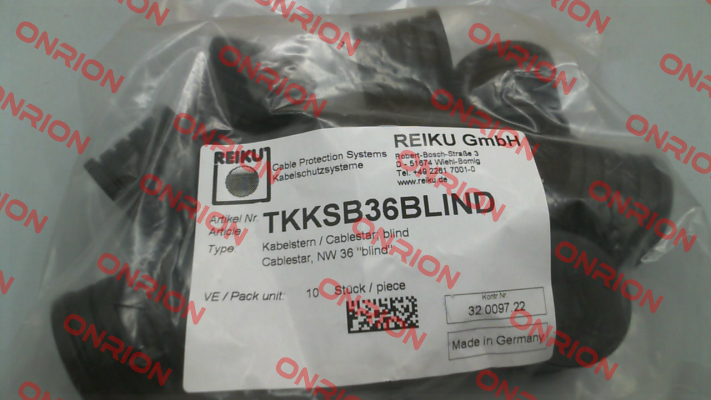 REIKU
Cable Protection Systems
Kabelschutzsysteme
REIKU GmbH
Robert-Bosch-Straße 3
D - 51674 Wiehl-Bomig
Tel. +49 2261 7001-0
www.reiku.de
Artikel Nr.
Article
TKKSB36BLIND
Type
Kabelstern / Cablestar, blind
Cablestar, NW 36 "blind"
VE / Pack unit: 10 Stück / piece
Kontr.Nr.
32.0097.22
Made in Germany
ONRION